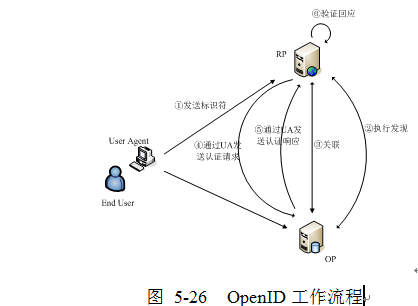 ⑥验证回应
RP
①发送标识符
User Agent
④通过UA发
送认证请求
⑤通过UA发
送认证响应
③关联
②执行发现
End User
OP
图 5-26 OpenID 工作流程